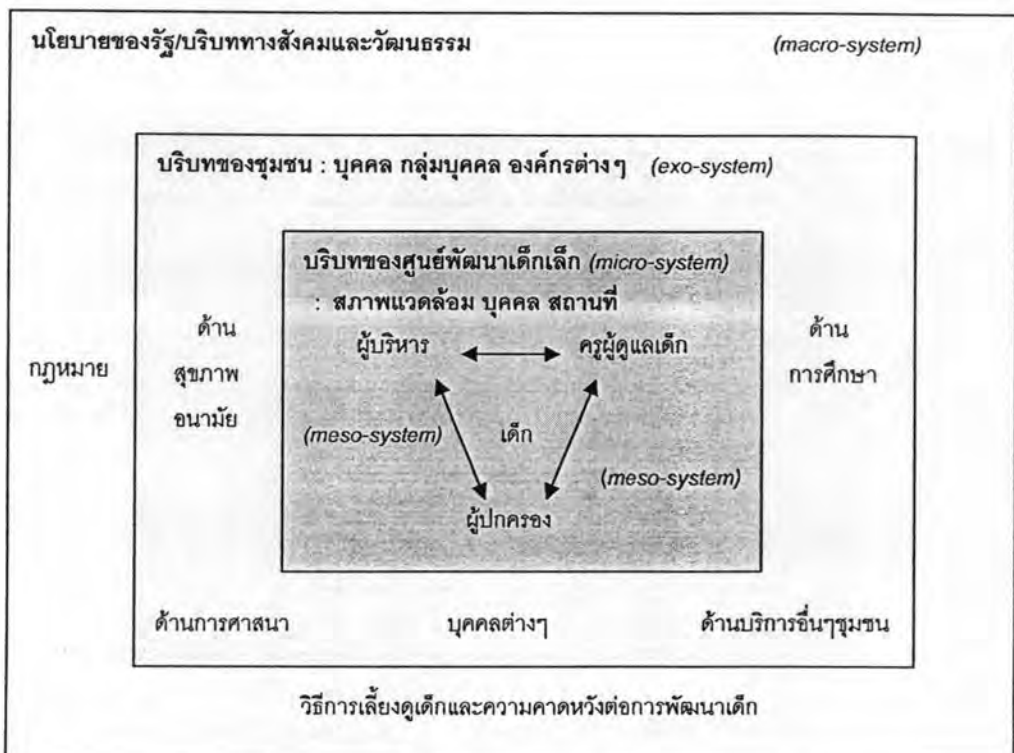 นโยบายของรัฐ/บริบททางสังคมและวัฒนธรรม (macro-system)
บริบทของชุมชน : บุคคล กลุ่มบุคคล องค์กรต่างๆ (exo-system)
บริบทของศูนย์พัฒนาเด็กเล็ก (micro-system)
: สภาพแวดล้อม บุคคล สถานที่
ผู้บริหาร ครูผู้ดูแลเด็ก
กฎหมาย
ด้าน
สุขภาพ
อนามัย
ด้าน
การศึกษา
(meso-system) เด็ก
(meso-system)
ผู้ปกครอง
ด้านการศาสนา บุคคลต่างๆ ด้านบริการอื่นๆชุมชน
วิธีการเลี้ยงดูเด็กและความคาดหวังต่อการพัฒนาเด็ก